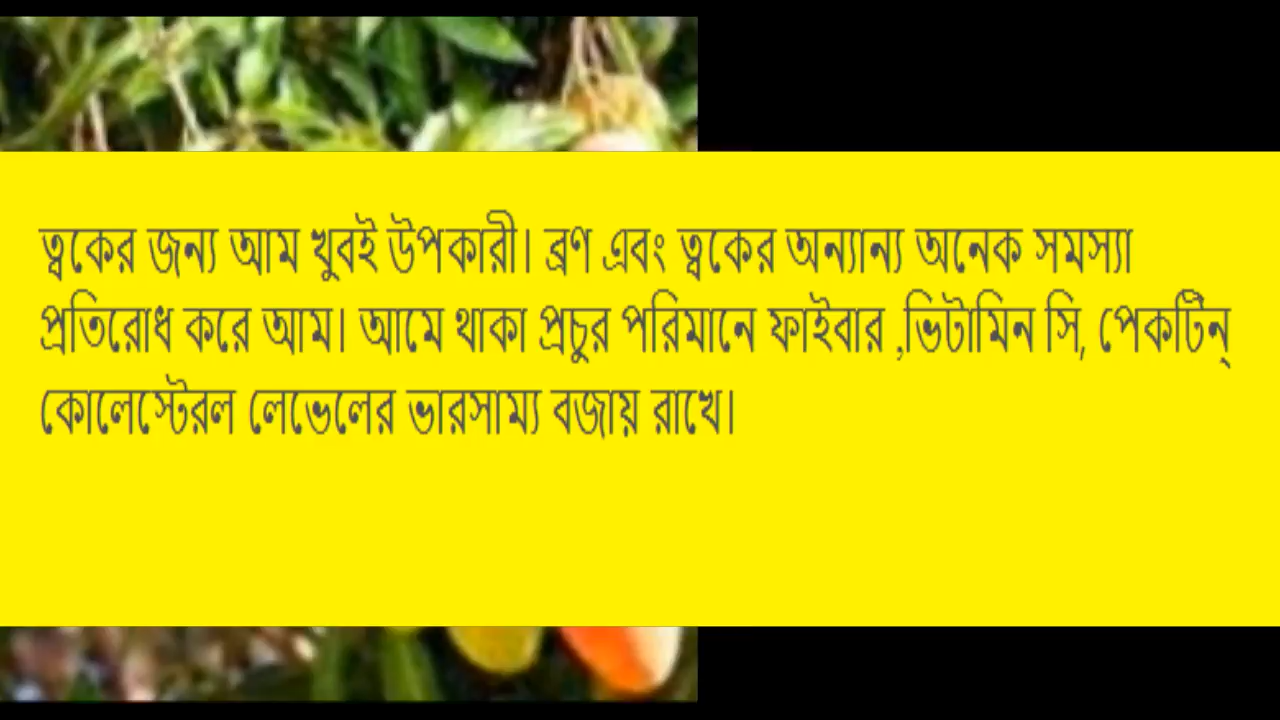 ত্বকের জন্য আম খুবই উপকারী। ব্রণ এবং ত্বকের অন্যান্য অনেক সমস্যা
প্রতিরোধ করে আম। আমে থাকা প্রচুর পরিমানে ফাইবার ,ভিটামিন সি, পেকটিন্
কোলেস্টেরল লেভেলের ভারসাম্য বজায় রাখে।